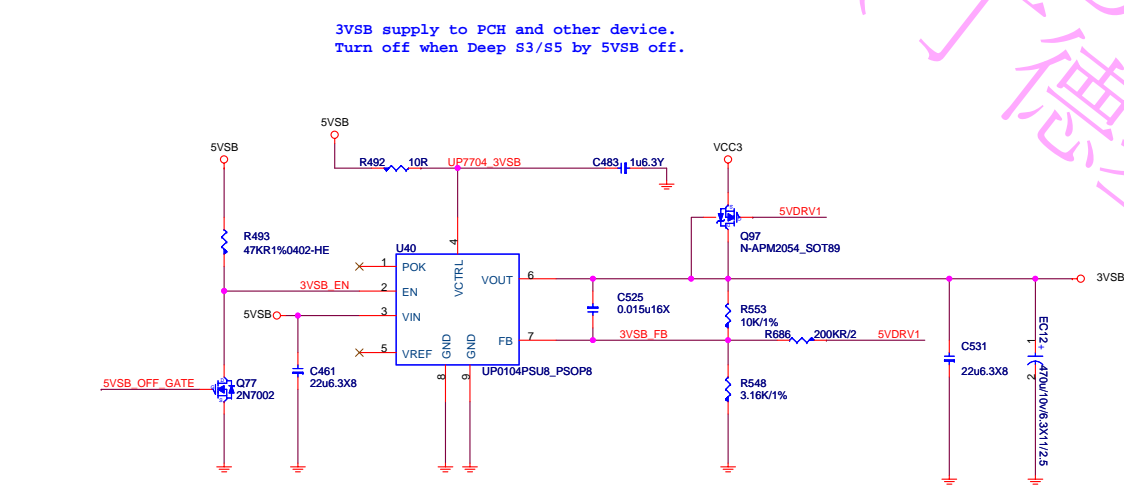 3VSB supply to PCH and other device.
Turn off when Deep S3/S5 by 5VSB off.
德
5VSB
5VSB
R492
10R
UP7704_3VSB
C483
1u6.3Y
VCC3
R493
47KR1%0402-HE
5VDRV1
Q97
N-APM2054_SOT89
U40
4
1
POK
VCTRL
VOUT
6
3VSB
3VSB_EN
2
EN
5VSB
3
VIN
C525
0.015u16X
R553
10K/1%
5
VREF
GND
GND
FB
7
3VSB_FB
R686
200KR/2
5VDRV1
8
9
UP0104PSU8_PSOP8
C461
22u6.3X8
5VSB_OFF_GATE
Q77
2N7002
R548
3.16K/1%
C531
22u6.3X8
EC12
+
1
2
470u/10v/6.3X11/2.5